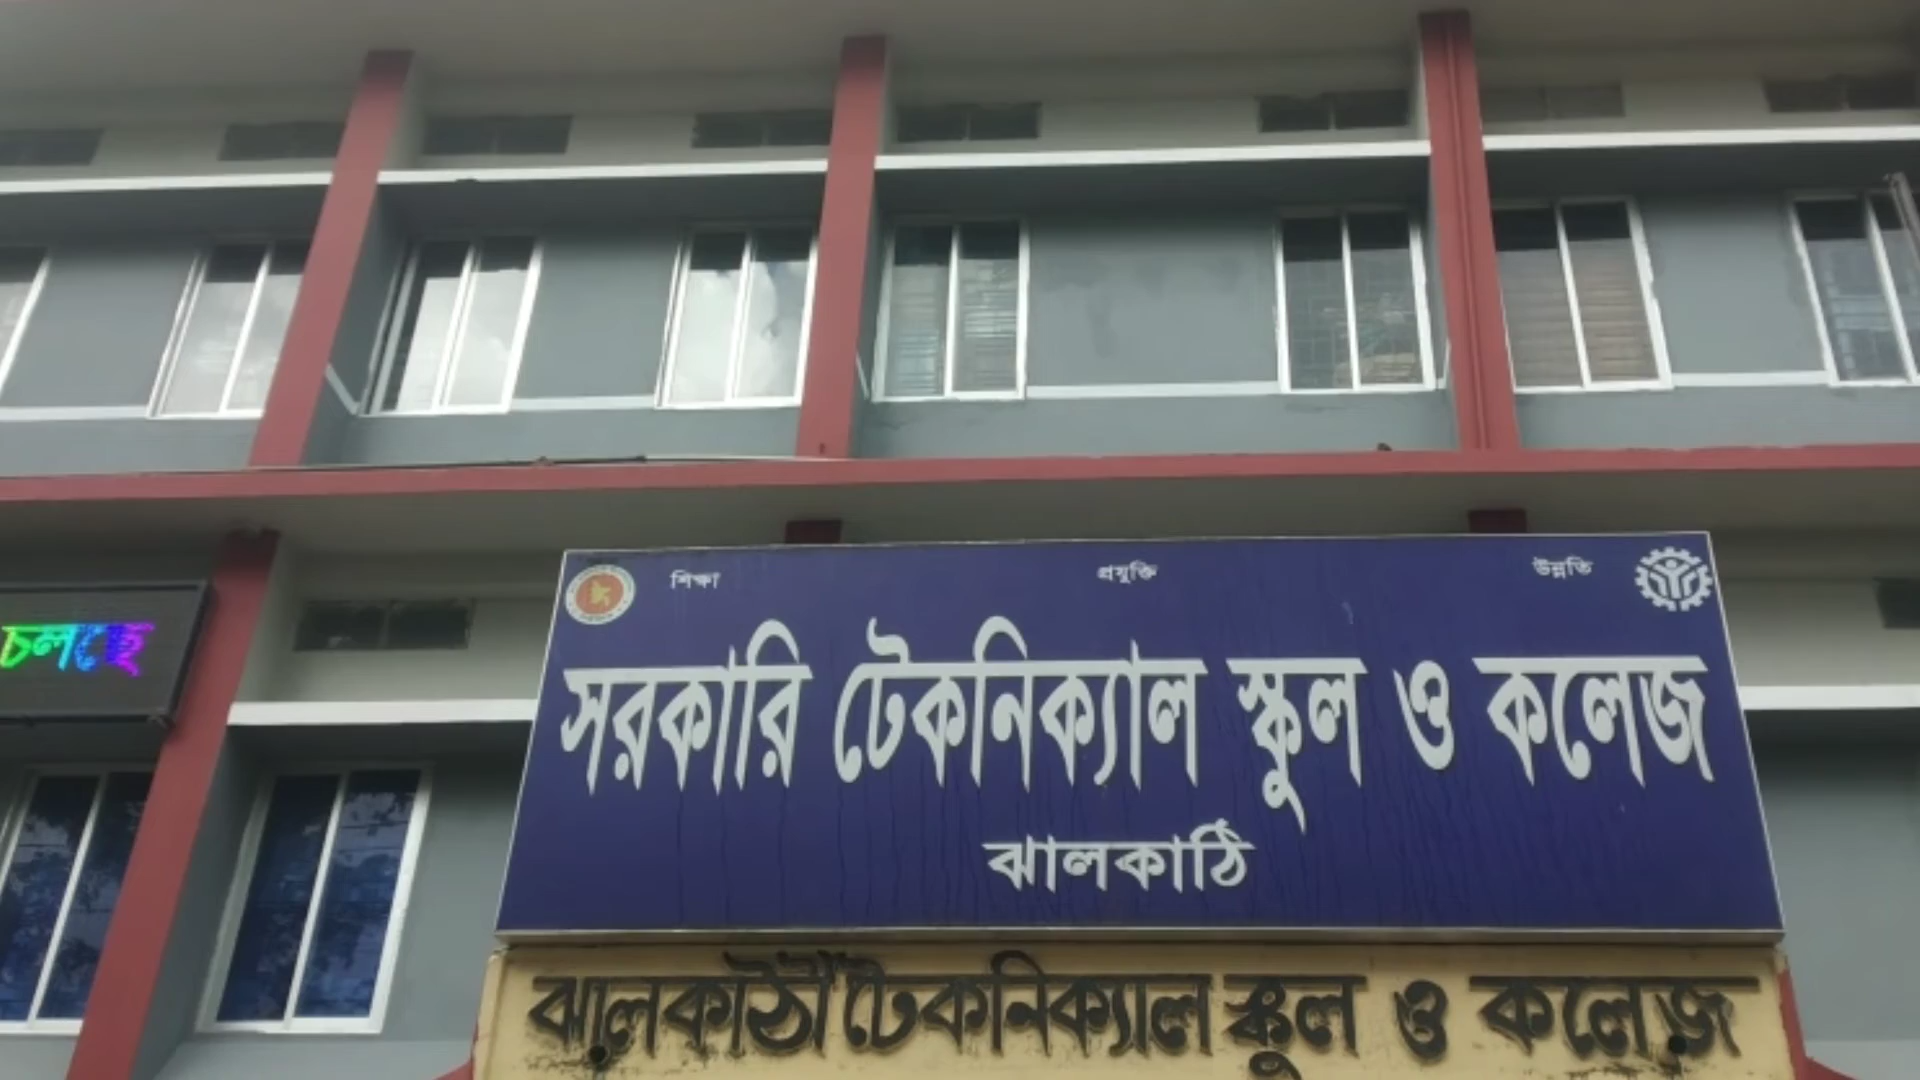 শিক্ষা প্রযুক্তি উন্নতি
সরকারি টেকনিক্যাল স্কুল ও কলেজ
ঝালকাঠি
ঝালকাঠী টেকনিক্যাল স্কুল ও কলেজ
চলছে